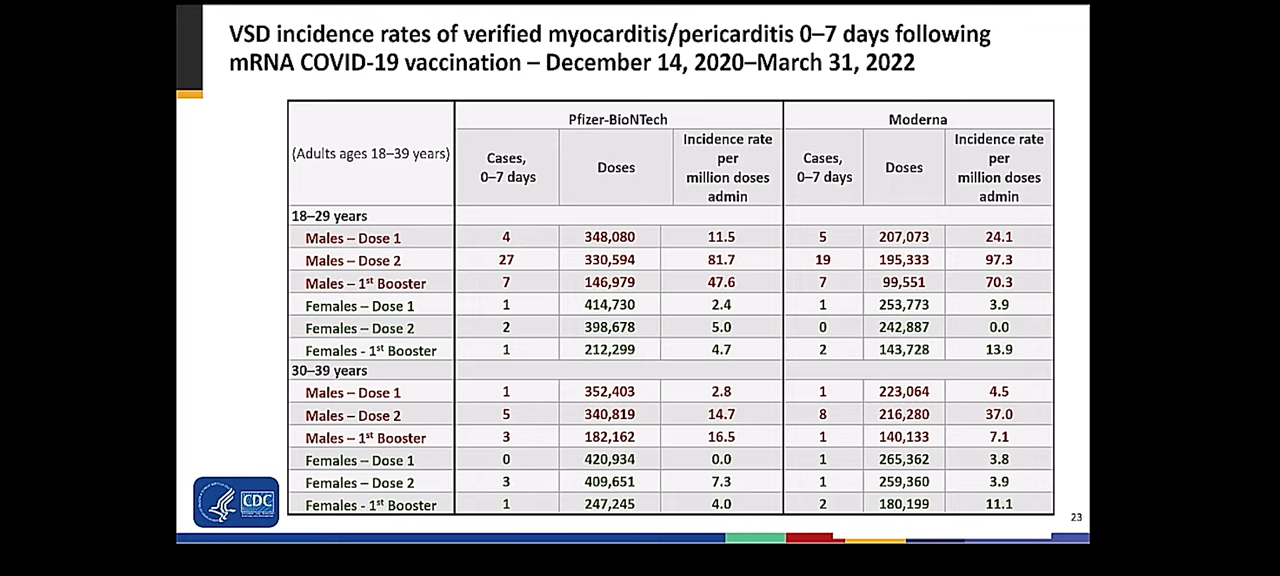 VSD incidence rates of verified myocarditis/pericarditis 0–7 days following
mRNA COVID-19 vaccination – December 14, 2020–March 31, 2022
(Adults ages 18–39 years) Pfizer-BioNTech Moderna
Cases, 0–7 days Doses Incidence rate per million doses admin Cases, 0–7 days Doses Incidence rate per million doses admin
18–29 years
Males – Dose 1 4 348,080 11.5 5 207,073 24.1
Males – Dose 2 27 330,594 81.7 19 195,333 97.3
Males – 1st Booster 7 146,979 47.6 7 99,551 70.3
Females – Dose 1 1 414,730 2.4 1 253,773 3.9
Females – Dose 2 2 398,678 5.0 0 242,887 0.0
Females - 1st Booster 1 212,299 4.7 2 143,728 13.9
30–39 years
Males – Dose 1 1 352,403 2.8 1 223,064 4.5
Males – Dose 2 5 340,819 14.7 8 216,280 37.0
Males – 1st Booster 3 182,162 16.5 1 140,133 7.1
Females – Dose 1 0 420,934 0.0 1 265,362 3.8
Females – Dose 2 3 409,651 7.3 1 259,360 3.9
Females - 1st Booster 1 247,245 4.0 2 180,199 11.1
CDC
23